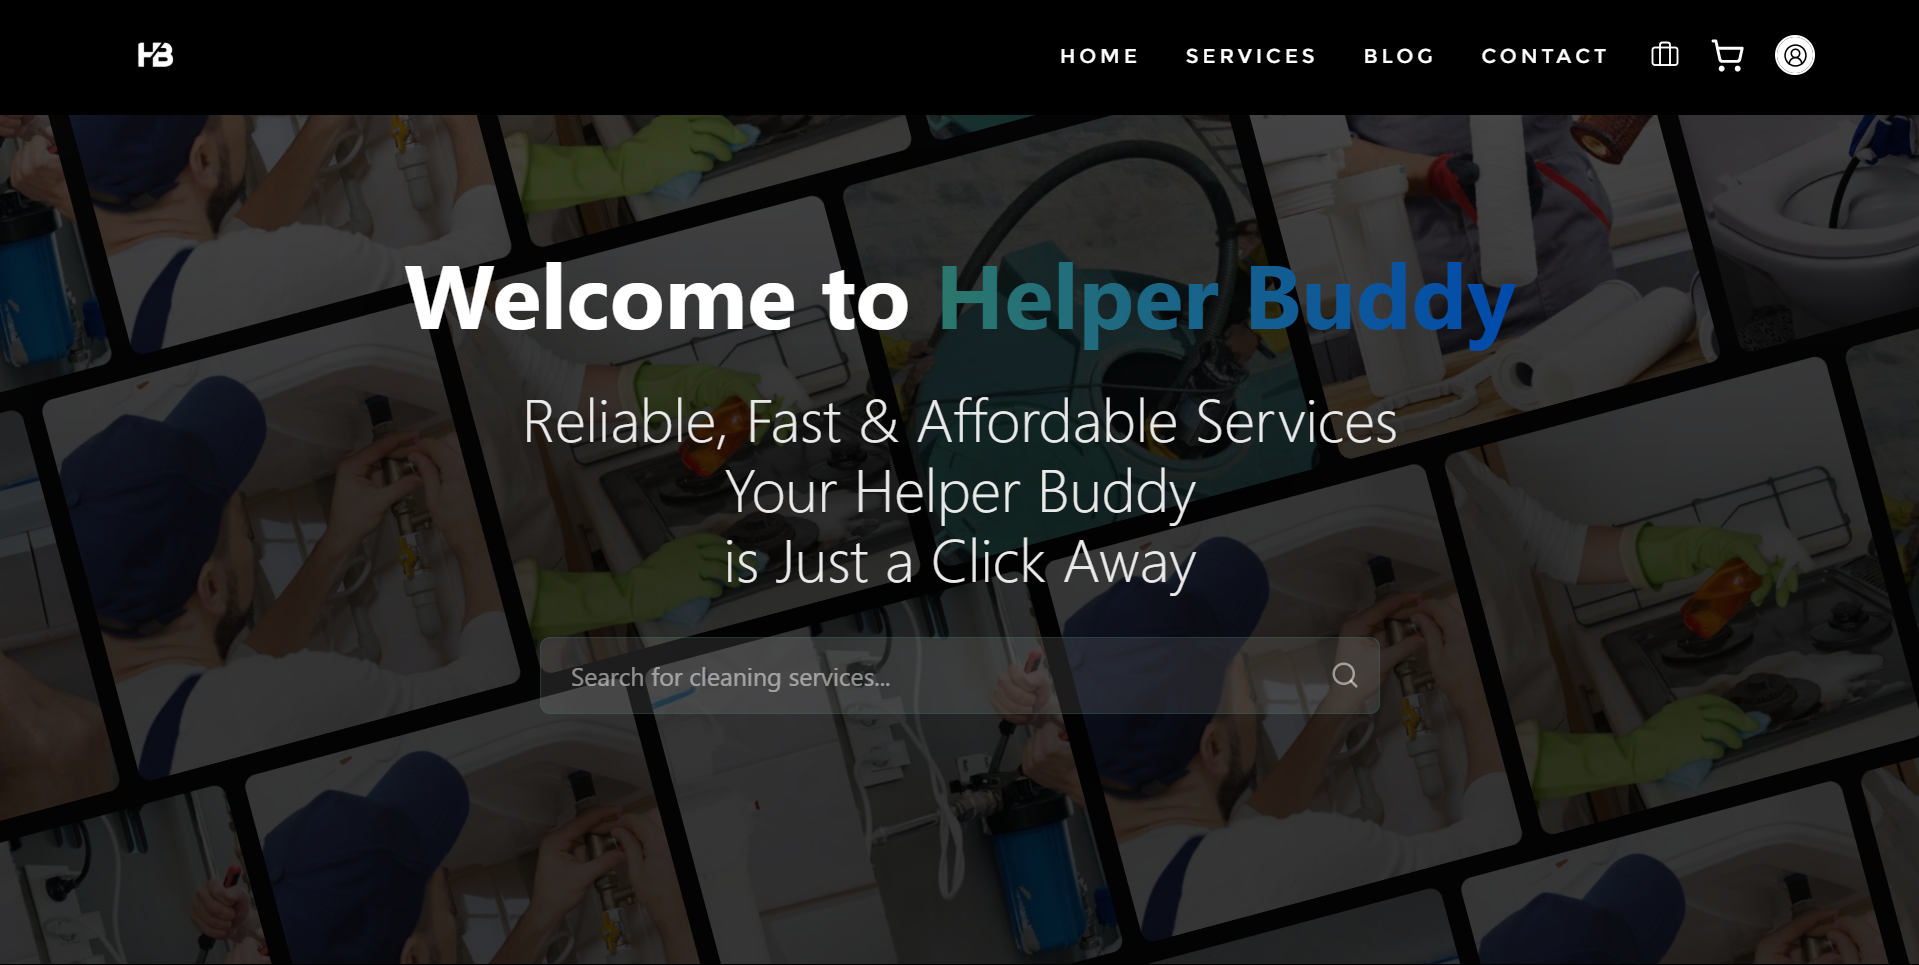 HB
HOME SERVICES BLOG CONTACT
Welcome to Helper Buddy
Reliable, Fast & Affordable Services
Your Helper Buddy
is Just a Click Away
Search for cleaning services...